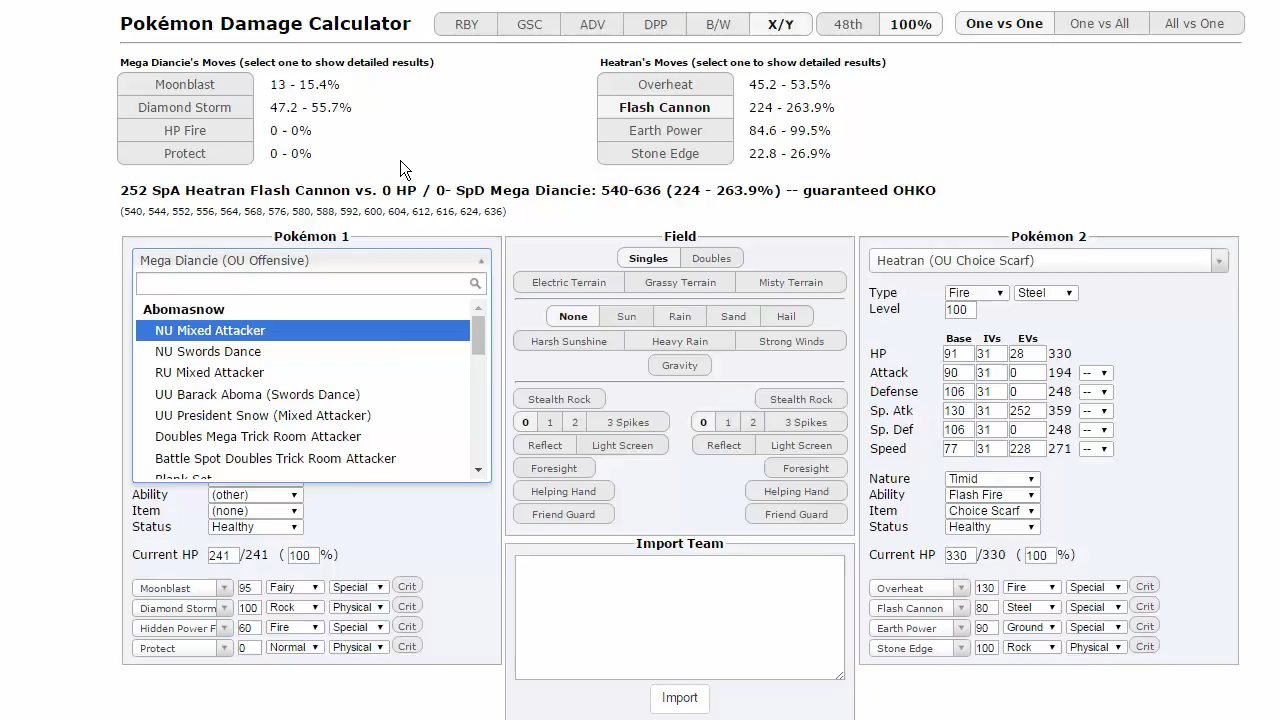 Pokémon Damage Calculator RBY GSC ADV DPP B/W X/Y 48th 100% One vs One One vs All All vs One
Mega Diancie's Moves (select one to show detailed results) Heatran's Moves (select one to show detailed results)
Moonblast 13 - 15.4% Overheat 45.2 - 53.5%
Diamond Storm 47.2 - 55.7% Flash Cannon 224 - 263.9%
HP Fire 0 - 0% Earth Power 84.6 - 99.5%
Protect 0 - 0% Stone Edge 22.8 - 26.9%
252 SpA Heatran Flash Cannon vs. 0 HP / 0- SpD Mega Diancie: 540-636 (224 - 263.9%) -- guaranteed OHKO
(540, 544, 552, 556, 564, 568, 576, 580, 588, 592, 600, 604, 612, 616, 624, 636)
Pokémon 1
Mega Diancie (OU Offensive)
Abomasnow
NU Mixed Attacker
NU Swords Dance
RU Mixed Attacker
UU Barack Aboma (Swords Dance)
UU President Snow (Mixed Attacker)
Doubles Mega Trick Room Attacker
Battle Spot Doubles Trick Room Attacker
Blank Set
Ability (other)
Item (none)
Status Healthy
Current HP 241 /241 ( 100 %)
Moonblast 95 Fairy Special Crit
Diamond Storm 100 Rock Physical Crit
Hidden Power F 60 Fire Special Crit
Protect 0 Normal Physical Crit
Field
Singles Doubles
Electric Terrain Grassy Terrain Misty Terrain
None Sun Rain Sand Hail
Harsh Sunshine Heavy Rain Strong Winds
Gravity
Stealth Rock Stealth Rock
0 1 2 3 Spikes 0 1 2 3 Spikes
Reflect Light Screen Reflect Light Screen
Foresight Foresight
Helping Hand Helping Hand
Friend Guard Friend Guard
Import Team
Import
Pokémon 2
Heatran (OU Choice Scarf)
Type Fire Steel
Level 100
Base IVs EVs
HP 91 31 28 330
Attack 90 31 0 194 --
Defense 106 31 0 248 --
Sp. Atk 130 31 252 359 --
Sp. Def 106 31 0 248 --
Speed 77 31 228 271 --
Nature Timid
Ability Flash Fire
Item Choice Scarf
Status Healthy
Current HP 330 /330 ( 100 %)
Overheat 130 Fire Special Crit
Flash Cannon 80 Steel Special Crit
Earth Power 90 Ground Special Crit
Stone Edge 100 Rock Physical Crit